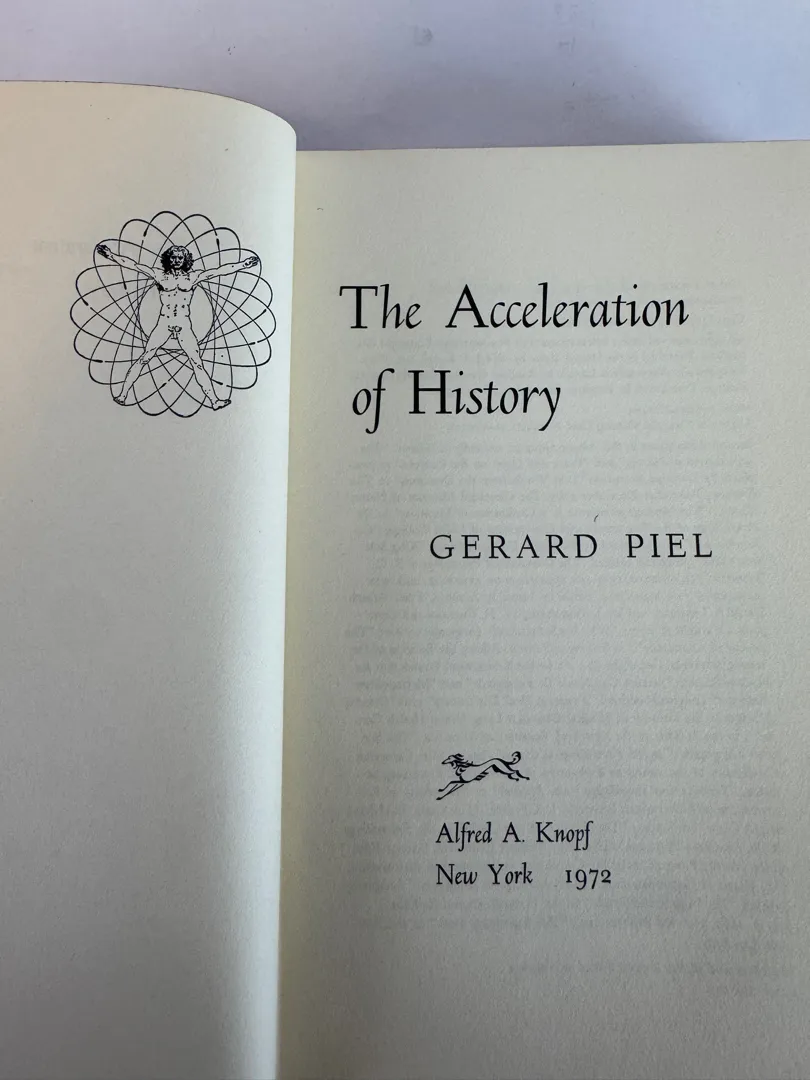 The Acceleration
of History
GERARD PIEL
Alfred A. Knopf
New York 1972